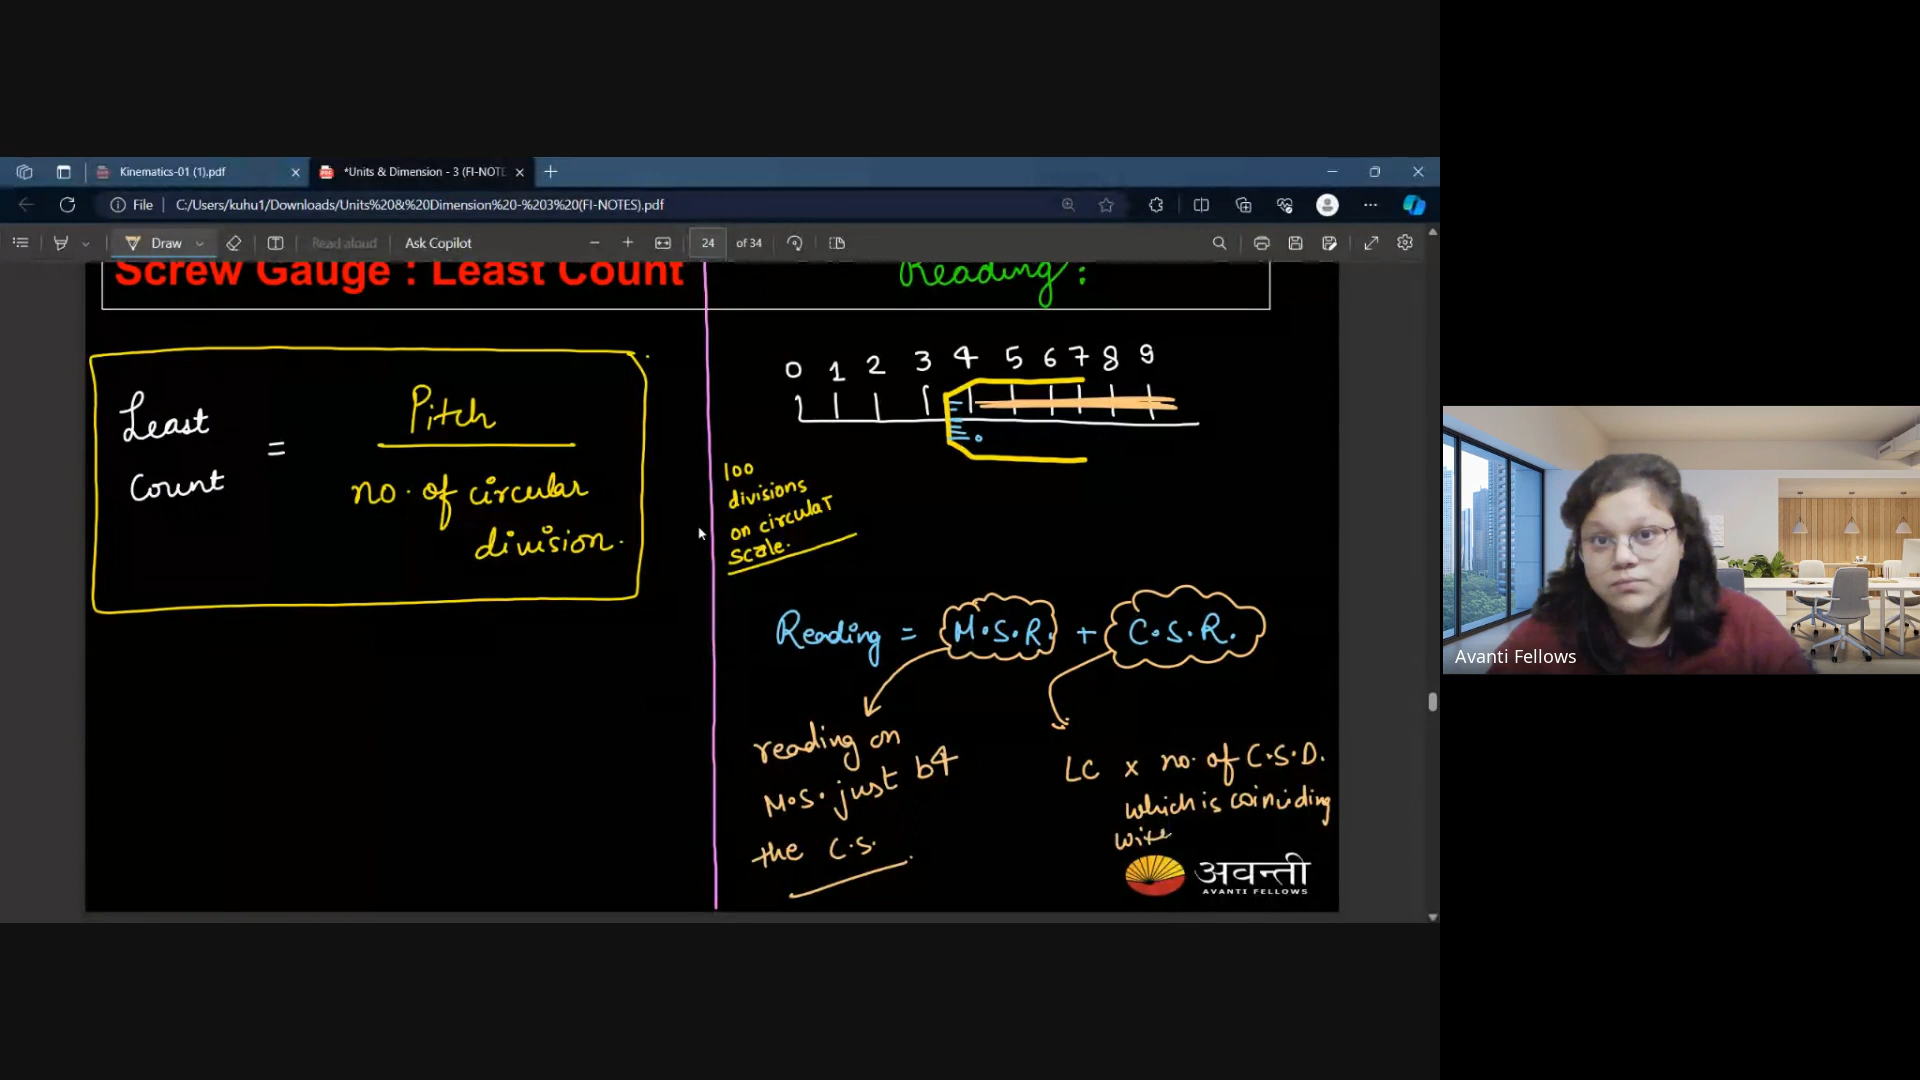 Kinematics-01 (1).pdf
*Units & Dimension - 3 (FI-NOTE
File
C:/Users/kuhu1/Downloads/Units%20&%20Dimension%20-%203%20(FI-NOTES).pdf
Draw
Read aloud
Ask Copilot
24 of 34
Screw Gauge : Least Count
Reading :
Least Count = Pitch
no. of circular
division.
0 1 2 3 4 5 6 7 8 9
0
100
divisions
on circular
scale.
Reading = M.S.R. + C.S.R.
reading on
M.S. just b4
the C.S.
LC x no. of C.S.D.
which is coinciding
with
अवन्ती
AVANTI FELLOWS
Avanti Fellows